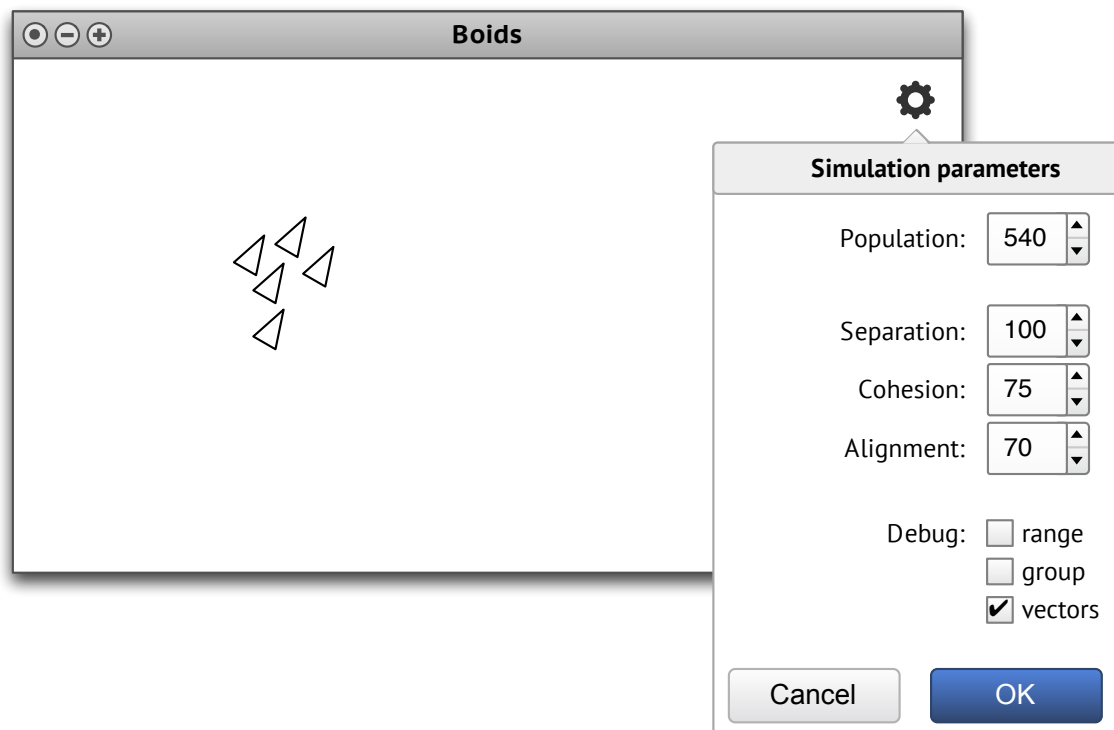 Boids
Simulation parameters
Population: 540
Separation: 100
Cohesion: 75
Alignment: 70
Debug: range
group
vectors
Cancel OK